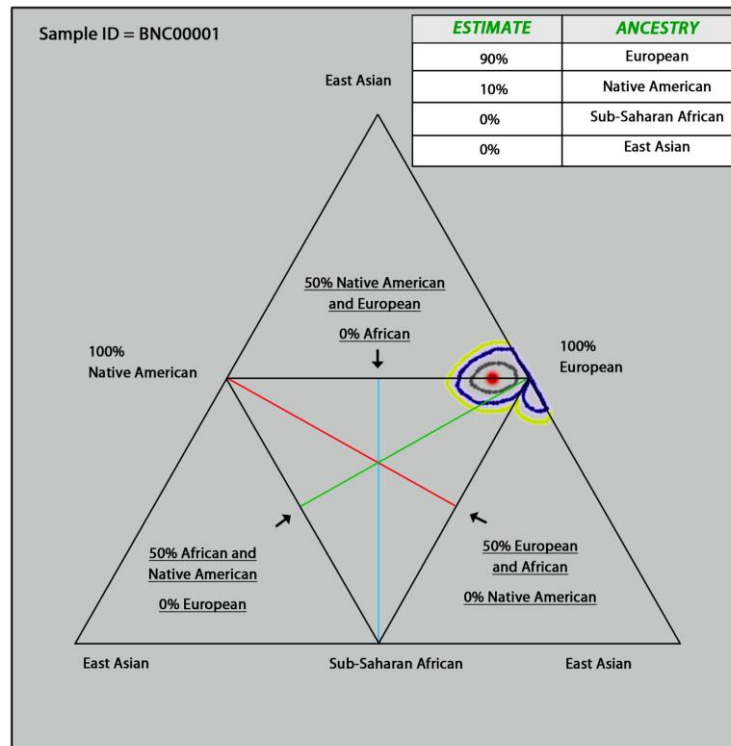 Sample ID = BNC00001
ESTIMATE ANCESTRY
90% European
10% Native American
0% Sub-Saharan African
0% East Asian
East Asian
50% Native American
and European
0% African
100%
Native American
100%
European
50% African and
Native American
0% European
50% European
and African
0% Native American
East Asian
Sub-Saharan African
East Asian